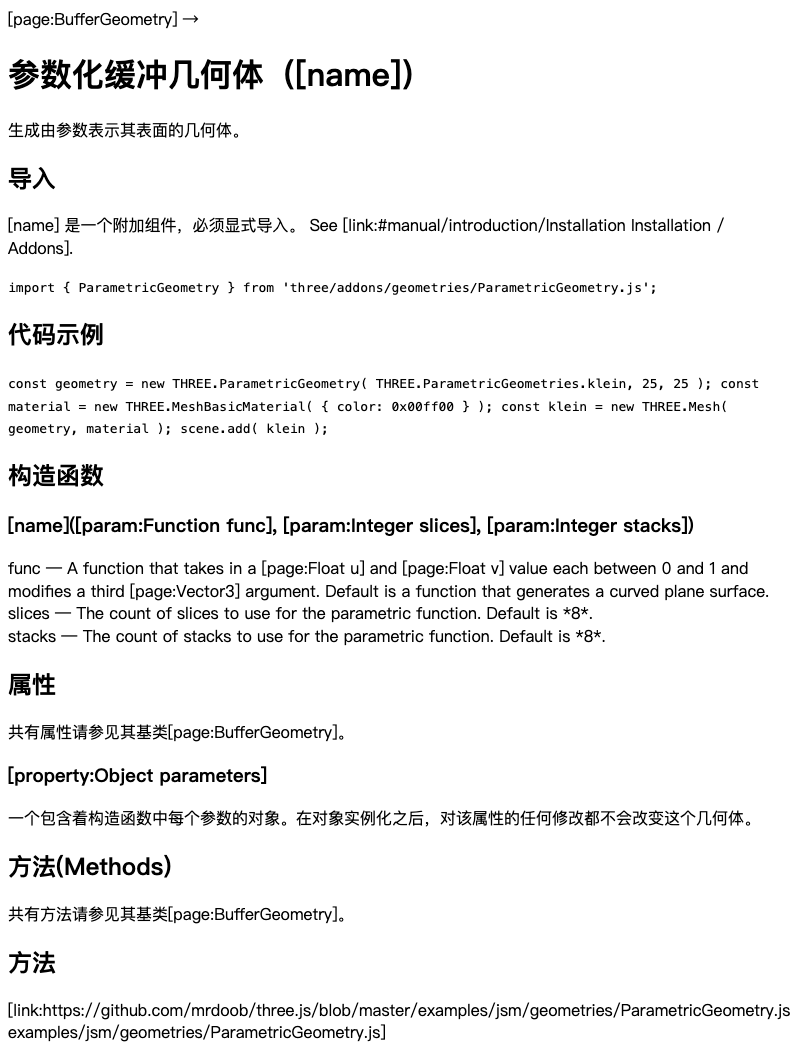 [page:BufferGeometry] →
参数化缓冲几何体（[name]）
生成由参数表示其表面的几何体。
导入
[name] 是一个附加组件，必须显式导入。 See [link:#manual/introduction/Installation Installation /
Addons].
import { ParametricGeometry } from 'three/addons/geometries/ParametricGeometry.js';
代码示例
const geometry = new THREE.ParametricGeometry( THREE.ParametricGeometries.klein, 25, 25 ); const
material = new THREE.MeshBasicMaterial( { color: 0x00ff00 } ); const klein = new THREE.Mesh(
geometry, material ); scene.add( klein );
构造函数
[name]([param:Function func], [param:Integer slices], [param:Integer stacks])
func — A function that takes in a [page:Float u] and [page:Float v] value each between 0 and 1 and
modifies a third [page:Vector3] argument. Default is a function that generates a curved plane surface.
slices — The count of slices to use for the parametric function. Default is *8*.
stacks — The count of stacks to use for the parametric function. Default is *8*.
属性
共有属性请参见其基类[page:BufferGeometry]。
[property:Object parameters]
一个包含着构造函数中每个参数的对象。在对象实例化之后，对该属性的任何修改都不会改变这个几何体。
方法(Methods)
共有方法请参见其基类[page:BufferGeometry]。
方法
[link:https://github.com/mrdoob/three.js/blob/master/examples/jsm/geometries/ParametricGeometry.js
examples/jsm/geometries/ParametricGeometry.js]